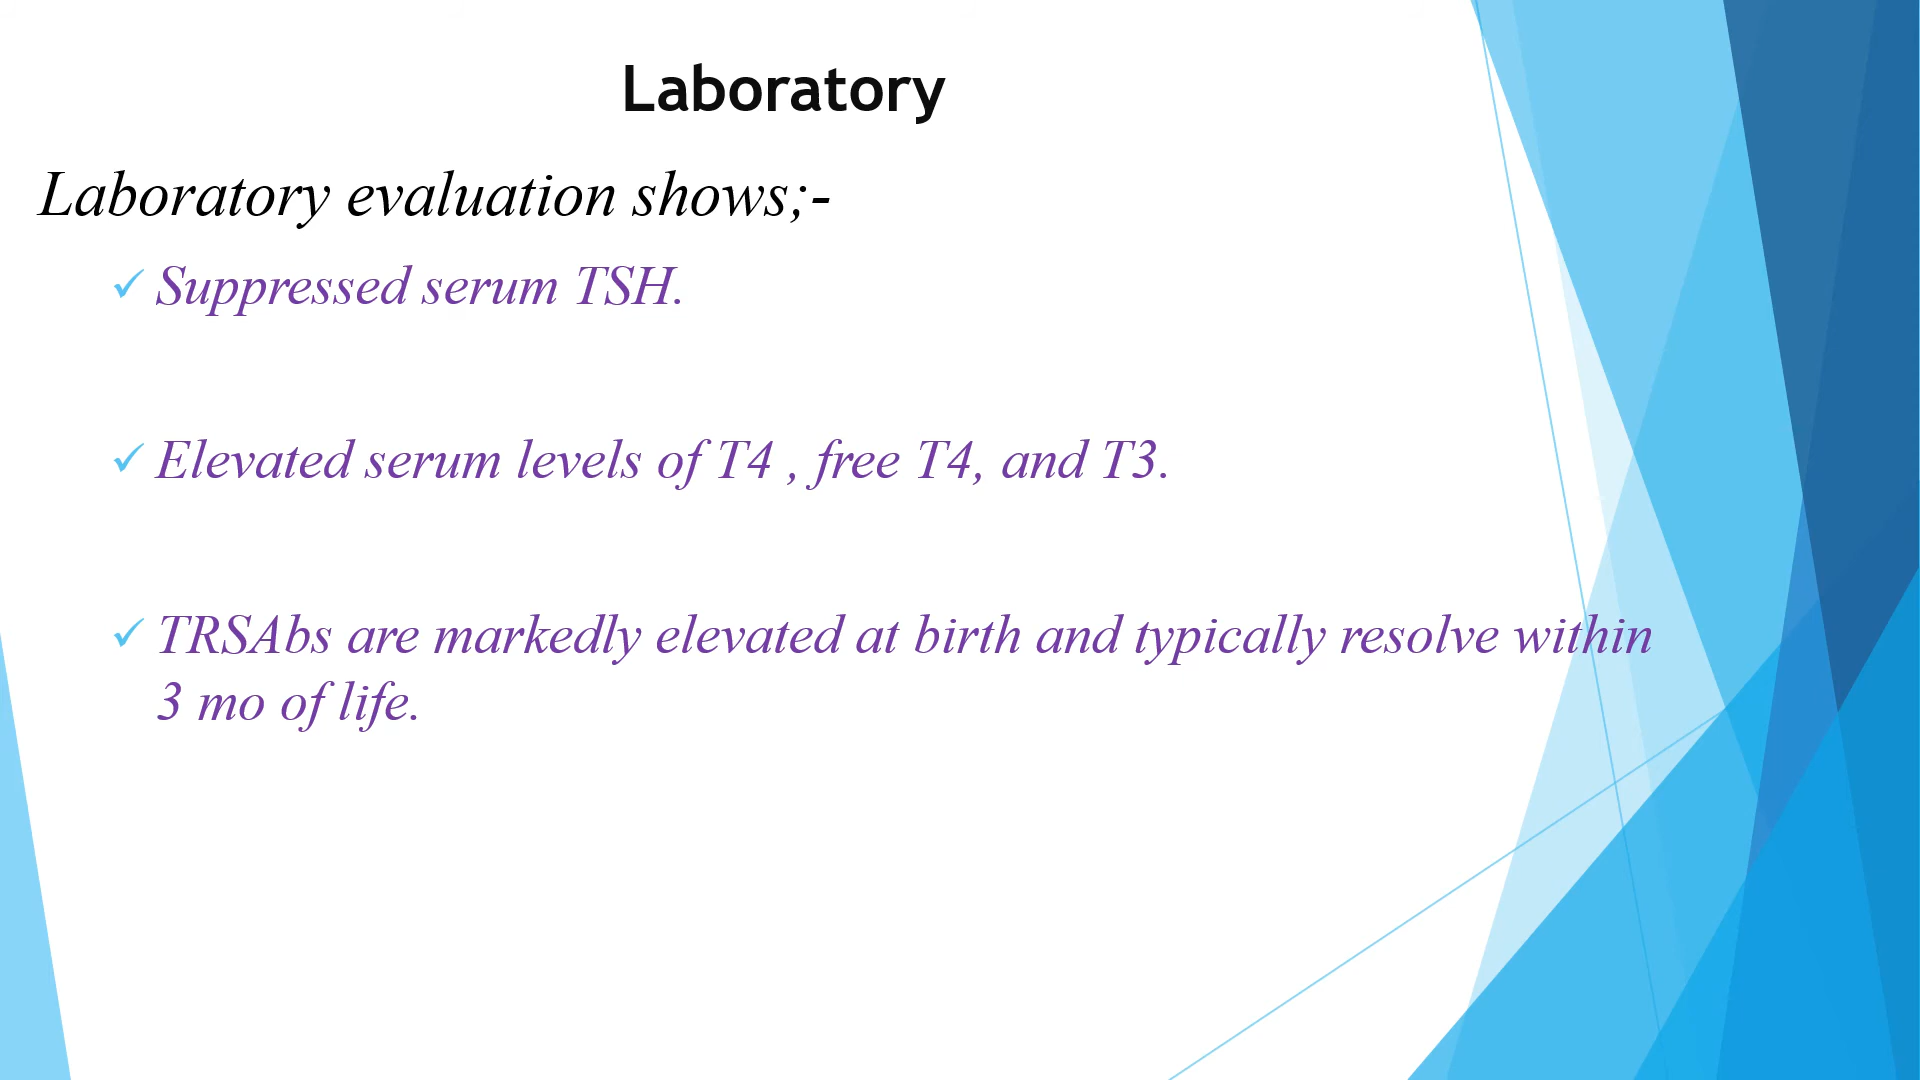 Laboratory
Laboratory evaluation shows;-
✓ Suppressed serum TSH.
✓ Elevated serum levels of T4 , free T4, and T3.
✓ TRSAbs are markedly elevated at birth and typically resolve within
3 mo of life.